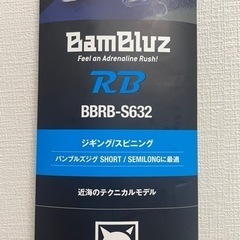 BamBluz
Feel an Adrenaline Rush!
RB
BBRB-S632
ジギング/スピニング
バンブルズジグ SHORT / SEMILONGに最適
近海のテクニカルモデル